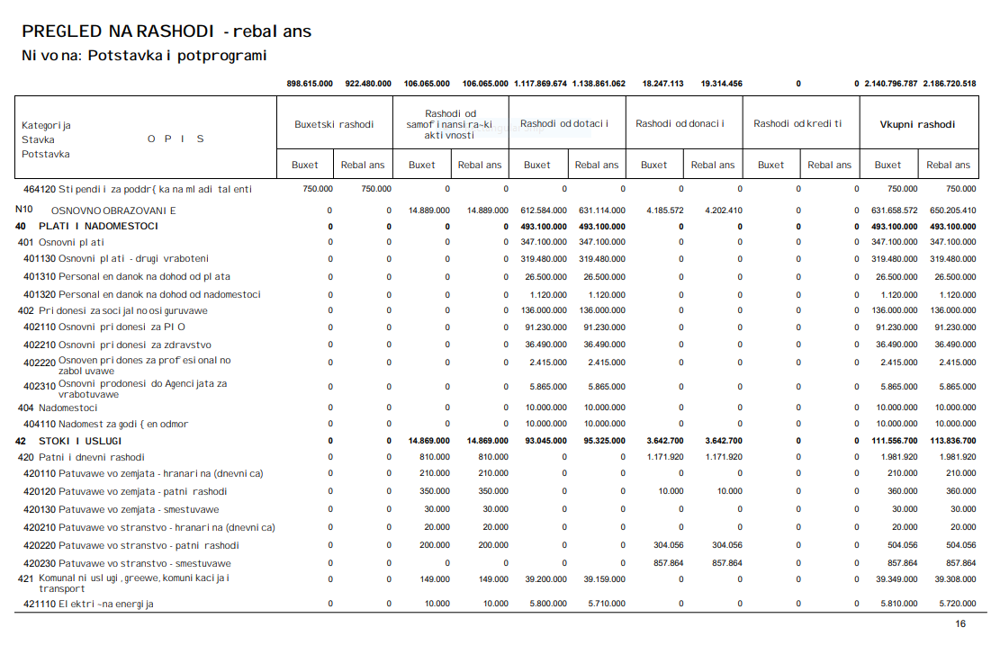 PREGLED NA RASHODI - rebalans
Nivo na: Potstavka i potprogrami
898.615.000 922.480.000 106.065.000 106.065.000 1.117.869.674 1.138.861.062 18.247.113 19.314.456 0 0 2.140.796.787 2.186.720.518
Kategorija
Stavka
Potstavka
O P I S
Buxetski rashodi
Rashodi od
samofinansira~ki
aktivnosti
Rashodi od dotacii
Rashodi od donacii
Rashodi od krediti
Vkupni rashodi
Buxet Rebalans Buxet Rebalans Buxet Rebalans Buxet Rebalans Buxet Rebalans Buxet Rebalans
464120 Stipendii za poddr{ka na mladi talenti 750.000 750.000 0 0 0 0 0 0 0 0 750.000 750.000
N10 OSNOVNO OBRAZOVANIE 0 0 14.889.000 14.889.000 612.584.000 631.114.000 4.185.572 4.202.410 0 0 631.658.572 650.205.410
40 PLATI I NADOMESTOCI 0 0 0 0 493.100.000 493.100.000 0 0 0 0 493.100.000 493.100.000
401 Osnovni plati 0 0 0 0 347.100.000 347.100.000 0 0 0 0 347.100.000 347.100.000
401130 Osnovni plati - drugi vraboteni 0 0 0 0 319.480.000 319.480.000 0 0 0 0 319.480.000 319.480.000
401310 Personalen danok na dohod od plata 0 0 0 0 26.500.000 26.500.000 0 0 0 0 26.500.000 26.500.000
401320 Personalen danok na dohod od nadomestoci 0 0 0 0 1.120.000 1.120.000 0 0 0 0 1.120.000 1.120.000
402 Pridonesi za socijalno osiguruvawe 0 0 0 0 136.000.000 136.000.000 0 0 0 0 136.000.000 136.000.000
402110 Osnovni pridonesi za PIO 0 0 0 0 91.230.000 91.230.000 0 0 0 0 91.230.000 91.230.000
402210 Osnovni pridonesi za zdravstvo 0 0 0 0 36.490.000 36.490.000 0 0 0 0 36.490.000 36.490.000
402220 Osnoven pridones za profesionalno
zaboluvawe 0 0 0 0 2.415.000 2.415.000 0 0 0 0 2.415.000 2.415.000
402310 Osnovni prodonesi do Agencijata za
vrabotuvawe 0 0 0 0 5.865.000 5.865.000 0 0 0 0 5.865.000 5.865.000
404 Nadomestoci 0 0 0 0 10.000.000 10.000.000 0 0 0 0 10.000.000 10.000.000
404110 Nadomest za godi{en odmor 0 0 0 0 10.000.000 10.000.000 0 0 0 0 10.000.000 10.000.000
42 STOKI I USLUGI 0 0 14.869.000 14.869.000 93.045.000 95.325.000 3.642.700 3.642.700 0 0 111.556.700 113.836.700
420 Patni i dnevni rashodi 0 0 810.000 810.000 0 0 1.171.920 1.171.920 0 0 1.981.920 1.981.920
420110 Patuvawe vo zemjata - hranarina (dnevnica) 0 0 210.000 210.000 0 0 0 0 0 0 210.000 210.000
420120 Patuvawe vo zemjata - patni rashodi 0 0 350.000 350.000 0 0 10.000 10.000 0 0 360.000 360.000
420130 Patuvawe vo zemjata - smestuvawe 0 0 30.000 30.000 0 0 0 0 0 0 30.000 30.000
420210 Patuvawe vo stranstvo - hranarina (dnevnica) 0 0 20.000 20.000 0 0 0 0 0 0 20.000 20.000
420220 Patuvawe vo stranstvo - patni rashodi 0 0 200.000 200.000 0 0 304.056 304.056 0 0 504.056 504.056
420230 Patuvawe vo stranstvo - smestuvawe 0 0 0 0 0 0 857.864 857.864 0 0 857.864 857.864
421 Komunalni uslugi, greewe, komunikacija i
transport 0 0 149.000 149.000 39.200.000 39.159.000 0 0 0 0 39.349.000 39.308.000
421110 Elektri~na energija 0 0 10.000 10.000 5.800.000 5.710.000 0 0 0 0 5.810.000 5.720.000
16